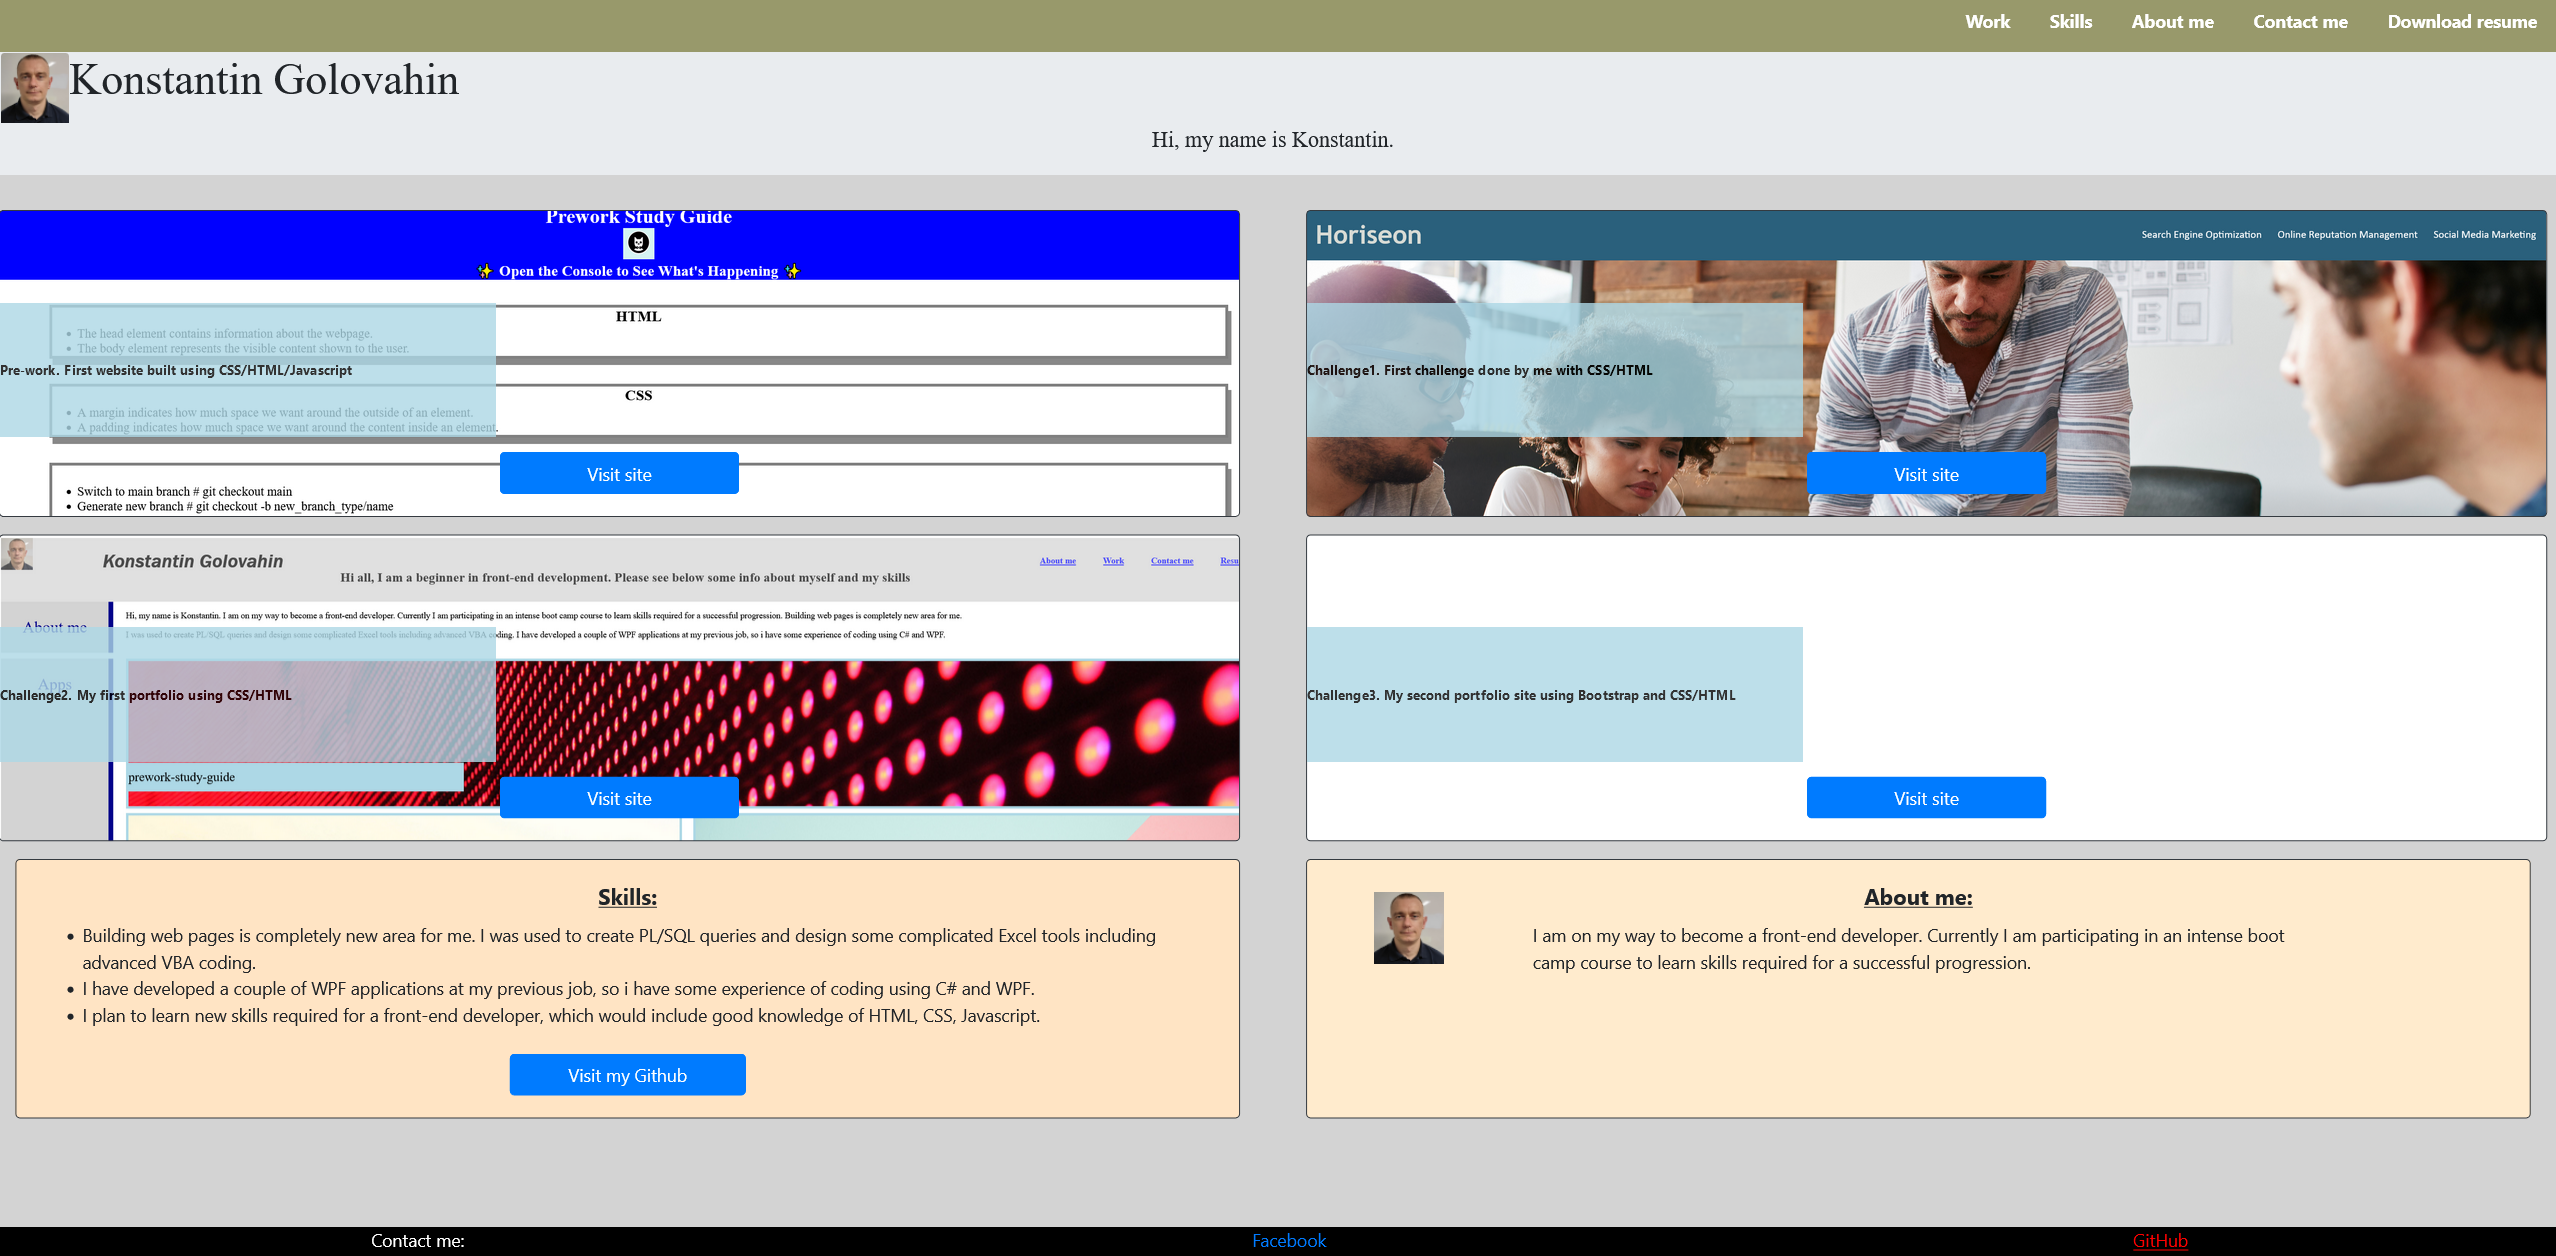 Work Skills About me Contact me Download resume
Konstantin Golovahin
Hi, my name is Konstantin.
Prework Study Guide
✨ Open the Console to See What's Happening ✨
HTML
The head element contains information about the webpage.
The body element represents the visible content shown to the user.
Pre-work. First website built using CSS/HTML/Javascript
CSS
A margin indicates how much space we want around the outside of an element.
A padding indicates how much space we want around the content inside an element.
Visit site
Switch to main branch # git checkout main
Generate new branch # git checkout -b new_branch_type/name
Horiseon
Search Engine Optimization Online Reputation Management Social Media Marketing
Challenge1. First challenge done by me with CSS/HTML
Visit site
Konstantin Golovahin
About me Work Contact me Resu
Hi all, I am a beginner in front-end development. Please see below some info about myself and my skills
Hi, my name is Konstantin. I am on my way to become a front-end developer. Currently I am participating in an intense boot camp course to learn skills required for a successful progression. Building web pages is completely new area for me.
About me
I was used to create PL/SQL queries and design some complicated Excel tools including advanced VBA coding. I have developed a couple of WPF applications at my previous job, so i have some experience of coding using C# and WPF.
Apps
Challenge2. My first portfolio using CSS/HTML
prework-study-guide
Visit site
Challenge3. My second portfolio site using Bootstrap and CSS/HTML
Visit site
Skills:
Building web pages is completely new area for me. I was used to create PL/SQL queries and design some complicated Excel tools including
advanced VBA coding.
I have developed a couple of WPF applications at my previous job, so i have some experience of coding using C# and WPF.
I plan to learn new skills required for a front-end developer, which would include good knowledge of HTML, CSS, Javascript.
Visit my Github
About me:
I am on my way to become a front-end developer. Currently I am participating in an intense boot
camp course to learn skills required for a successful progression.
Contact me: Facebook GitHub